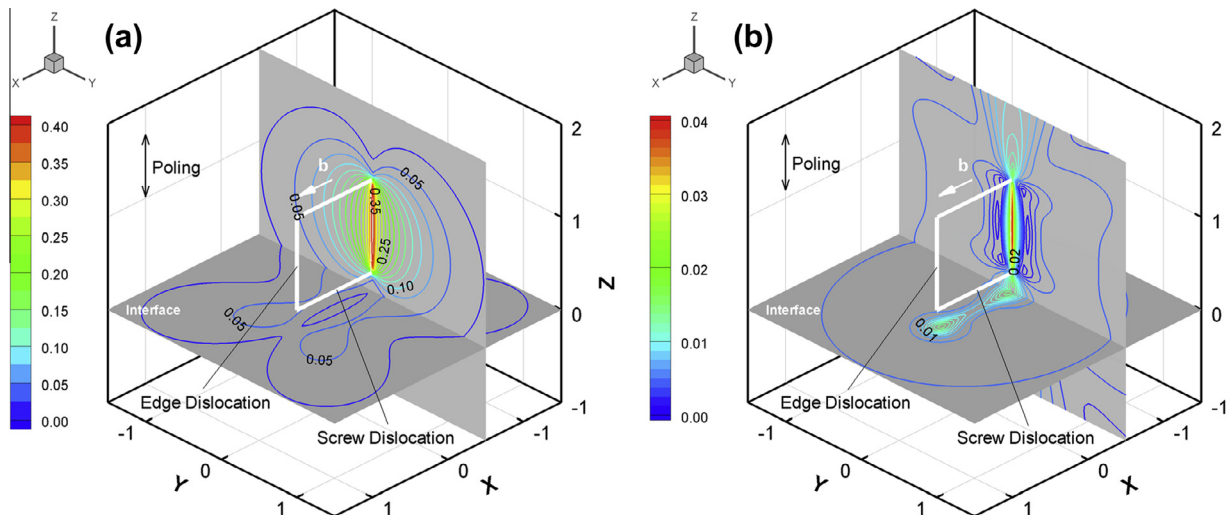 (a)
Z
X
Y
0.40
0.35
0.30
0.25
0.20
0.15
0.10
0.05
0.00
Poling
b
0.05
0.05
0.35
0.25
0.10
Interface
0.05
0.05
Edge Dislocation
Screw Dislocation
2
1
0
-1
Z
-1
0
1
Y
-1
0
1
X
(b)
Z
X
Y
0.04
0.03
0.02
0.01
0.00
Poling
b
0.02
Interface
0.01
Edge Dislocation
Screw Dislocation
2
1
0
-1
-1
0
1
Y
-1
0
1
X